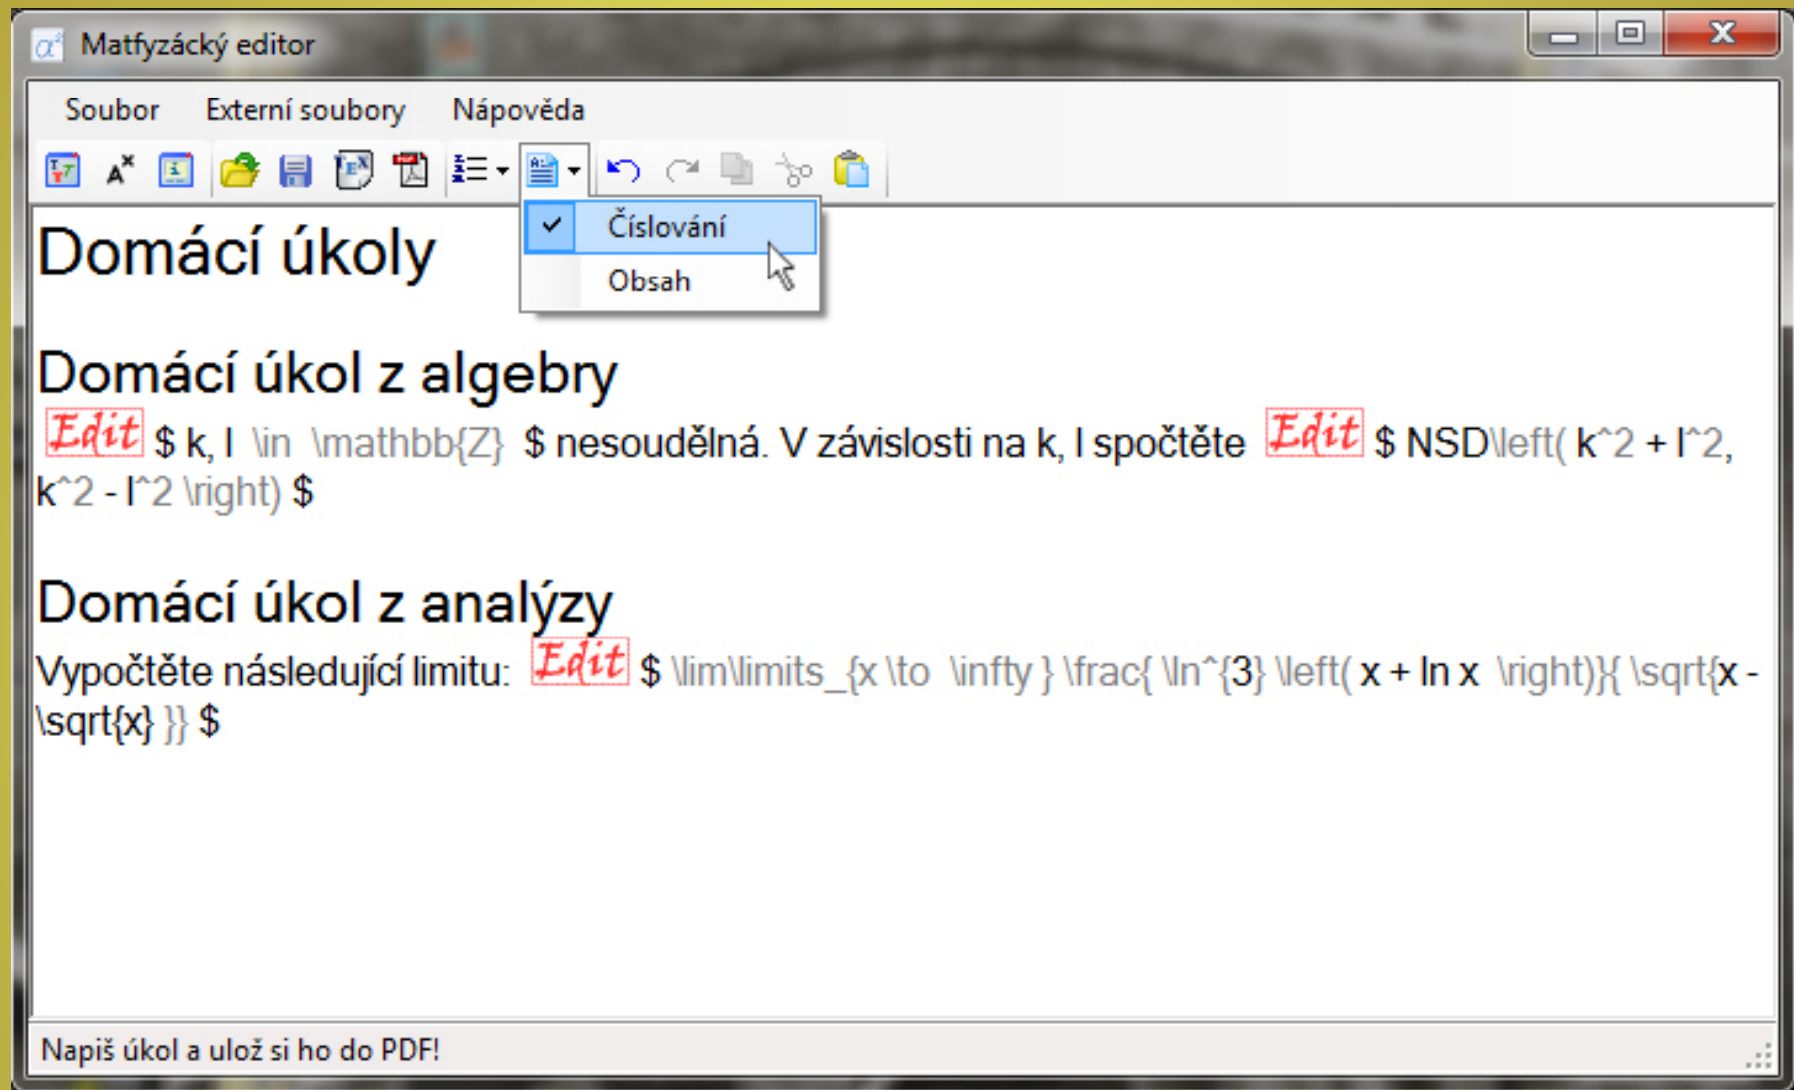 Matfyzácký editor
Soubor Externí soubory Nápověda
Číslování
Obsah
Domácí úkoly
Domácí úkol z algebry
Edit $ k, l \in \mathbb{Z} $ nesoudělná. V závislosti na k, l spočtěte Edit $ NSD\left( k^2 + l^2,
k^2 - l^2 \right) $
Domácí úkol z analýzy
Vypočtěte následující limitu: Edit $ \lim\limits_{x \to \infty } \frac{ \ln^{3} \left( x + ln x \right)}{ \sqrt{x -
\sqrt{x} }} $
Napiš úkol a ulož si ho do PDF!